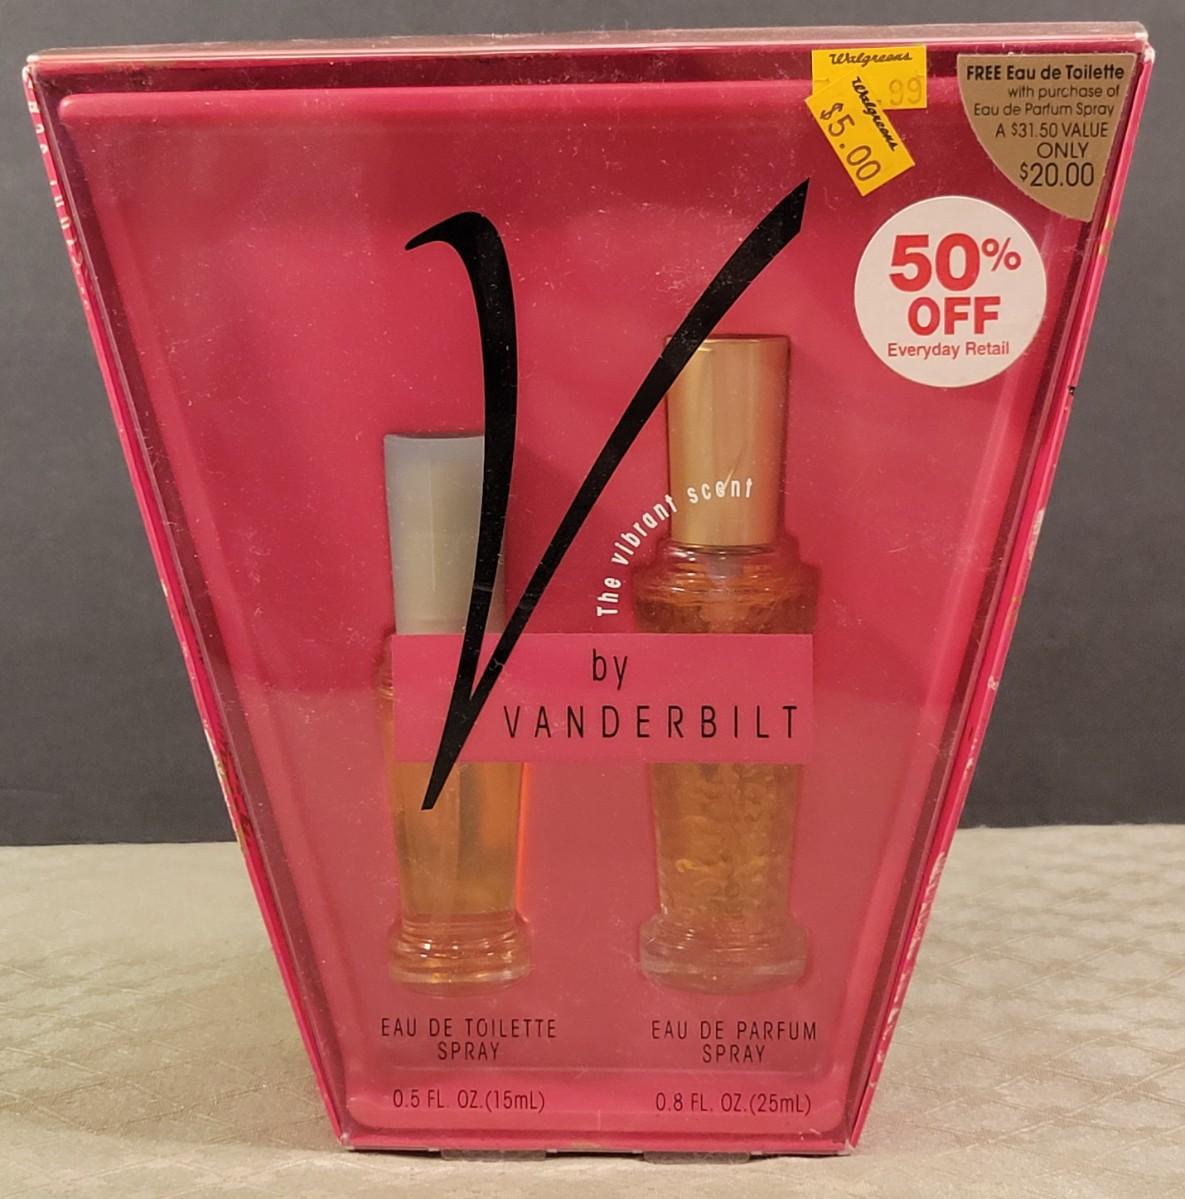 Walgreens
.99
Walgreens
$5.00
FREE Eau de Toilette
with purchase of
Eau de Parfum Spray
A $31.50 VALUE
ONLY
$20.00
50%
OFF
Everyday Retail
V
The vibrant scent
by
VANDERBILT
EAU DE TOILETTE
SPRAY
0.5 FL. OZ.(15mL)
EAU DE PARFUM
SPRAY
0.8 FL. OZ.(25mL)